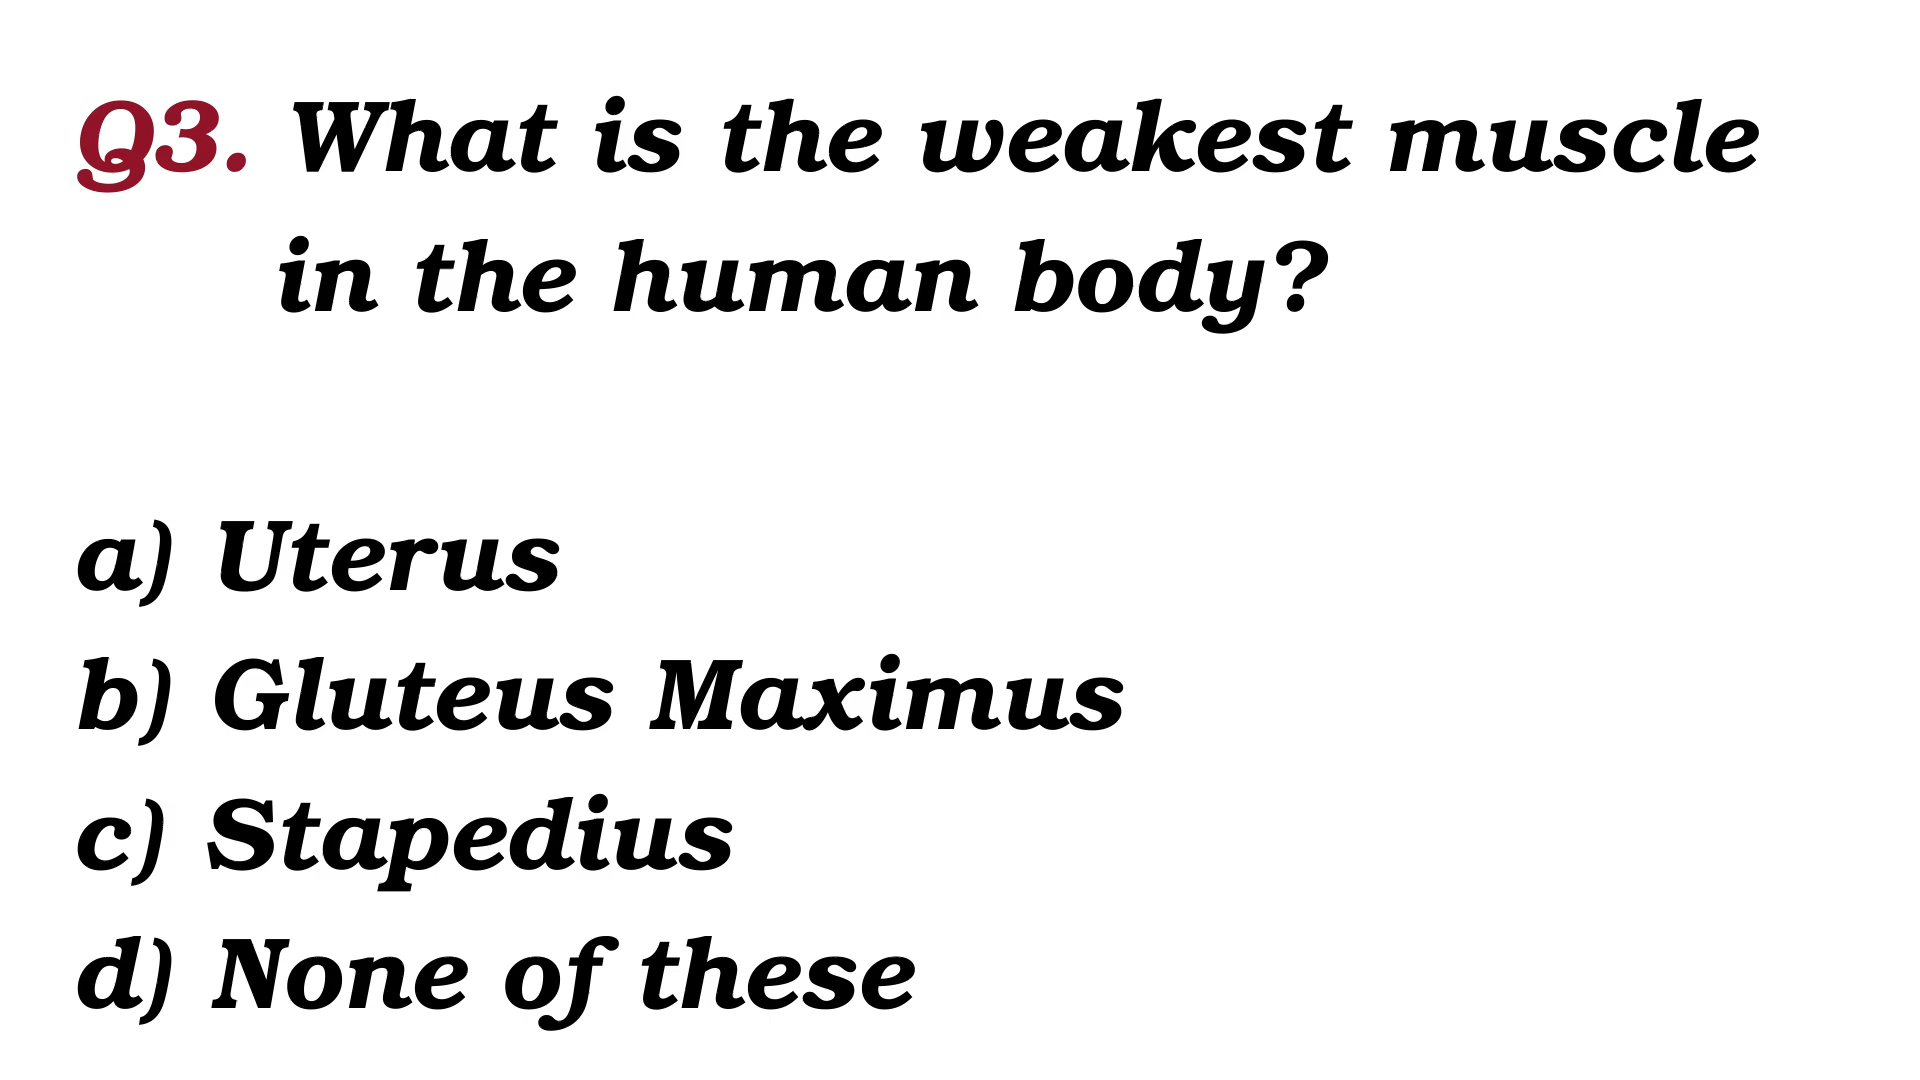 Q3. What is the weakest muscle
in the human body?
a) Uterus
b) Gluteus Maximus
c) Stapedius
d) None of these